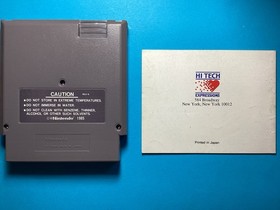 CAUTION
•DO NOT STORE IN EXTREME TEMPERATURES.
•DO NOT IMMERSE IN WATER.
•DO NOT CLEAN WITH BENZENE, THINNER,
ALCOHOL OR OTHER SUCH SOLVENTS.
Nintendo® 1985
HI TECH
EXPRESSIONS
584 Broadway
New York, New York 10012
Printed in Japan